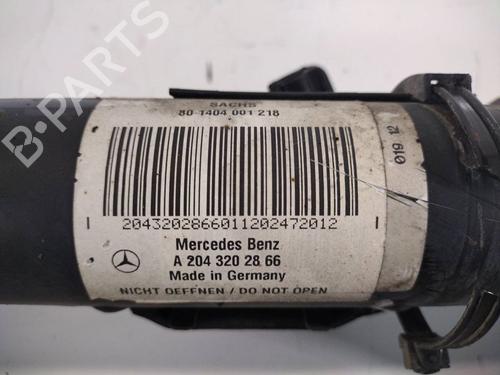 SACHS
80-1404 001 218
019 12
I 20432028660112024720​12 I
Mercedes Benz
A 204 320 28 66
Made in Germany
NICHT OEFFNEN / DO NOT OPEN